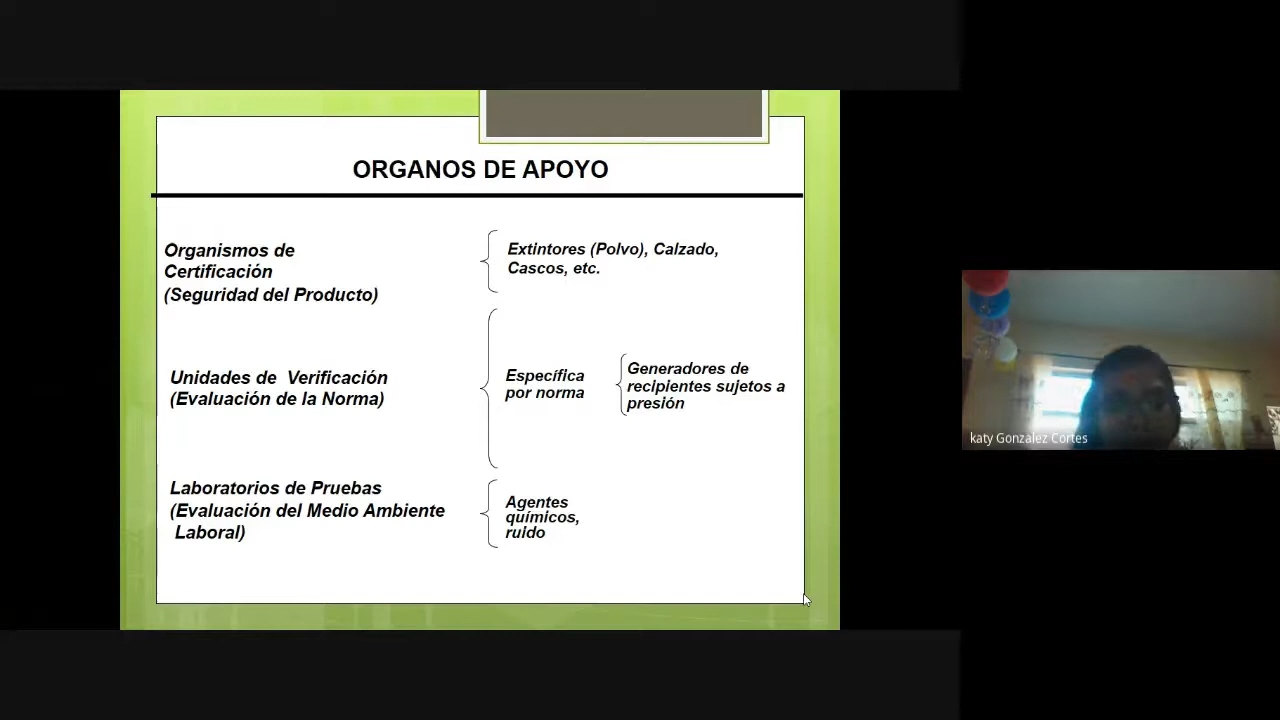 ORGANOS DE APOYO
Organismos de
Certificación
(Seguridad del Producto)
Extintores (Polvo), Calzado,
Cascos, etc.
Unidades de Verificación
(Evaluación de la Norma)
Específica
por norma
Generadores de
recipientes sujetos a
presión
Laboratorios de Pruebas
(Evaluación del Medio Ambiente
Laboral)
Agentes
químicos,
ruido
katy Gonzalez Cortes